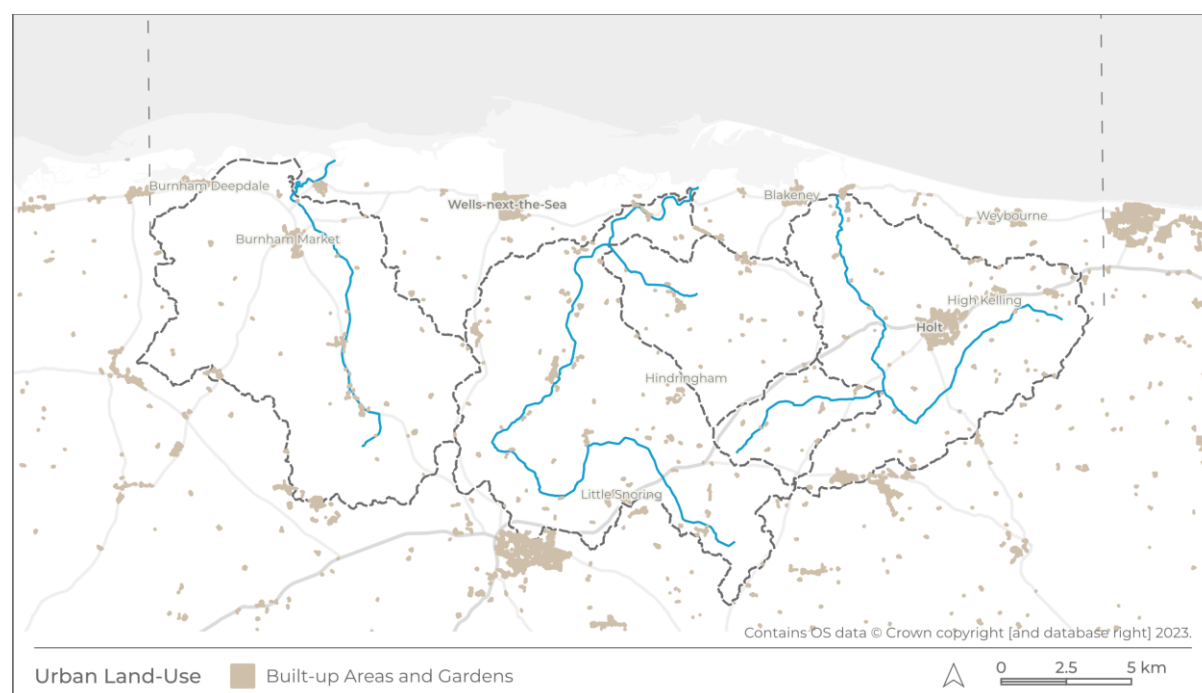 Burnham Deepdale
Wells-next-the-Sea
Blakeney
Weybourne
Burnham Market
High Kelling
Holt
Hindringham
Little Snoring
Contains OS data © Crown copyright [and database right] 2023.
Urban Land-Use
Built-up Areas and Gardens
0 2.5 5 km